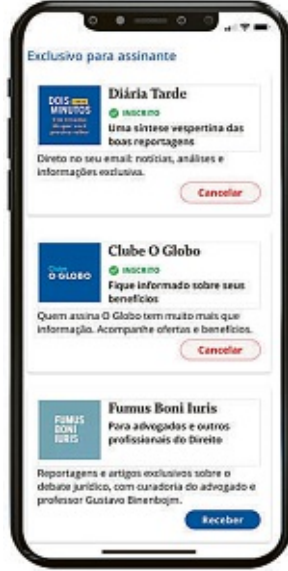 Exclusivo para assinante
DOIS
MINUTOS
Diária Tarde
INSCRITO
Uma síntese vespertina das
boas reportagens
Direto no seu email: notícias, análises e
informações exclusiva.
Cancelar
Clube
O GLOBO
Clube O Globo
INSCRITO
Fique informado sobre seus
benefícios
Quem assina O Globo tem muito mais que
informação. Acompanhe ofertas e benefícios.
Cancelar
FUMUS
BONI
IURIS
Fumus Boni Iuris
Para advogados e outros
profissionais do Direito
Reportagens e artigos exclusivos sobre o
debate jurídico, com curadoria do advogado e
professor Gustavo Binenbojm.
Receber